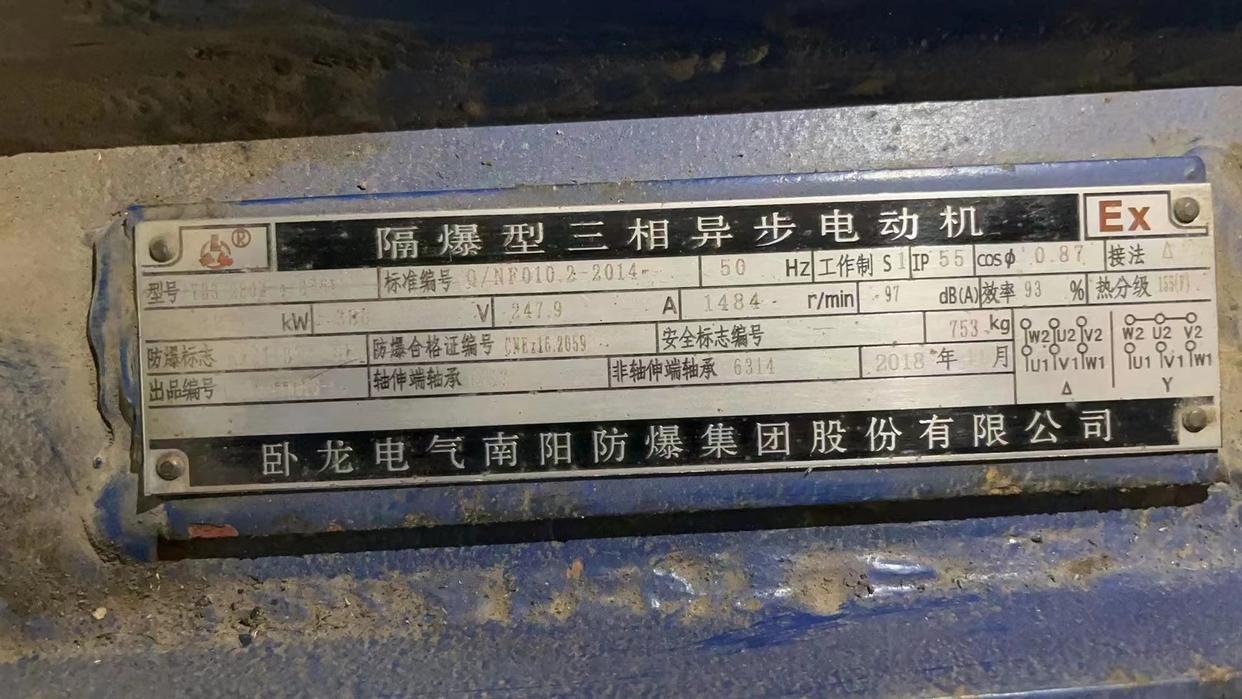 ®
隔爆型三相异步电动机 Ex
型号 标准编号 Q/NF010.2-2014 50 Hz 工作制 S1 IP 55 cosφ 0.87 接法 Δ
kW 380 V 247.9 A 1484 r/min 97 dB(A) 效率 93 % 热分级 155(F)
防爆标志 防爆合格证编号 CNEx16.2059 安全标志编号 753 kg
出品编号 轴伸端轴承 非轴伸端轴承 6314 2018 年 月
W2 U2 V2 W2 U2 V2
U1 V1 W1 U1 V1 W1
Δ Y
卧龙电气南阳防爆集团股份有限公司